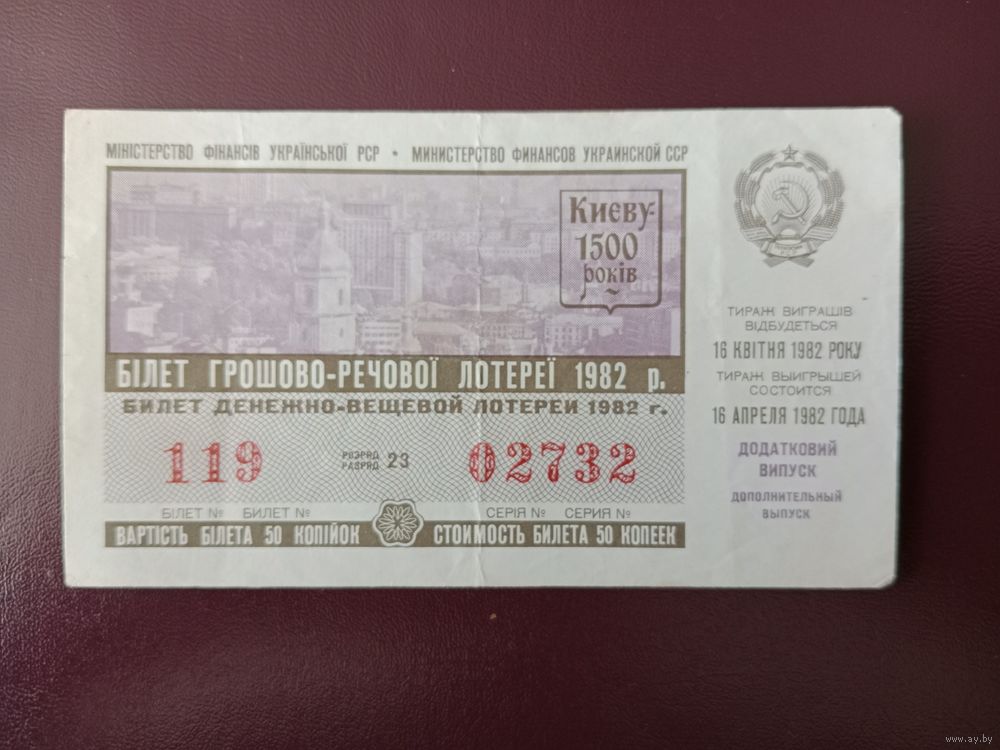 МІНІСТЕРСТВО ФІНАНСІВ УКРАЇНСЬКОЇ РСР • МИНИСТЕРСТВО ФИНАНСОВ УКРАИНСКОЙ ССР
Києву-
1500
років
БІЛЕТ ГРОШОВО-РЕЧОВОЇ ЛОТЕРЕЇ 1982 р.
БИЛЕТ ДЕНЕЖНО-ВЕЩЕВОЙ ЛОТЕРЕИ 1982 г.
119 РОЗРЯД 23 02732
РАЗРЯД
БІЛЕТ № БИЛЕТ № СЕРІЯ № СЕРИЯ №
ВАРТІСТЬ БІЛЕТА 50 КОПІЙОК СТОИМОСТЬ БИЛЕТА 50 КОПЕЕК
ТИРАЖ ВИГРАШІВ
ВІДБУДЕТЬСЯ
16 КВІТНЯ 1982 РОКУ
ТИРАЖ ВЫИГРЫШЕЙ
СОСТОИТСЯ
16 АПРЕЛЯ 1982 ГОДА
ДОДАТКОВИЙ
ВИПУСК
ДОПОЛНИТЕЛЬНЫЙ
ВЫПУСК
www.ay.by